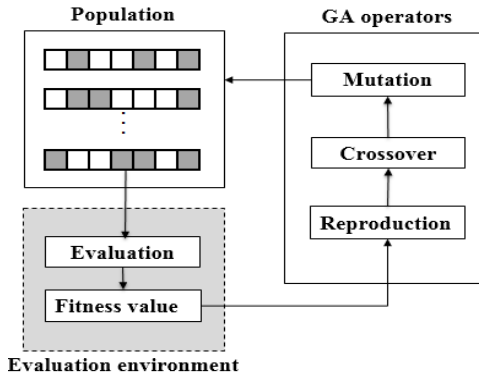 Population
GA operators
Mutation
Crossover
Reproduction
Evaluation
Fitness value
Evaluation environment